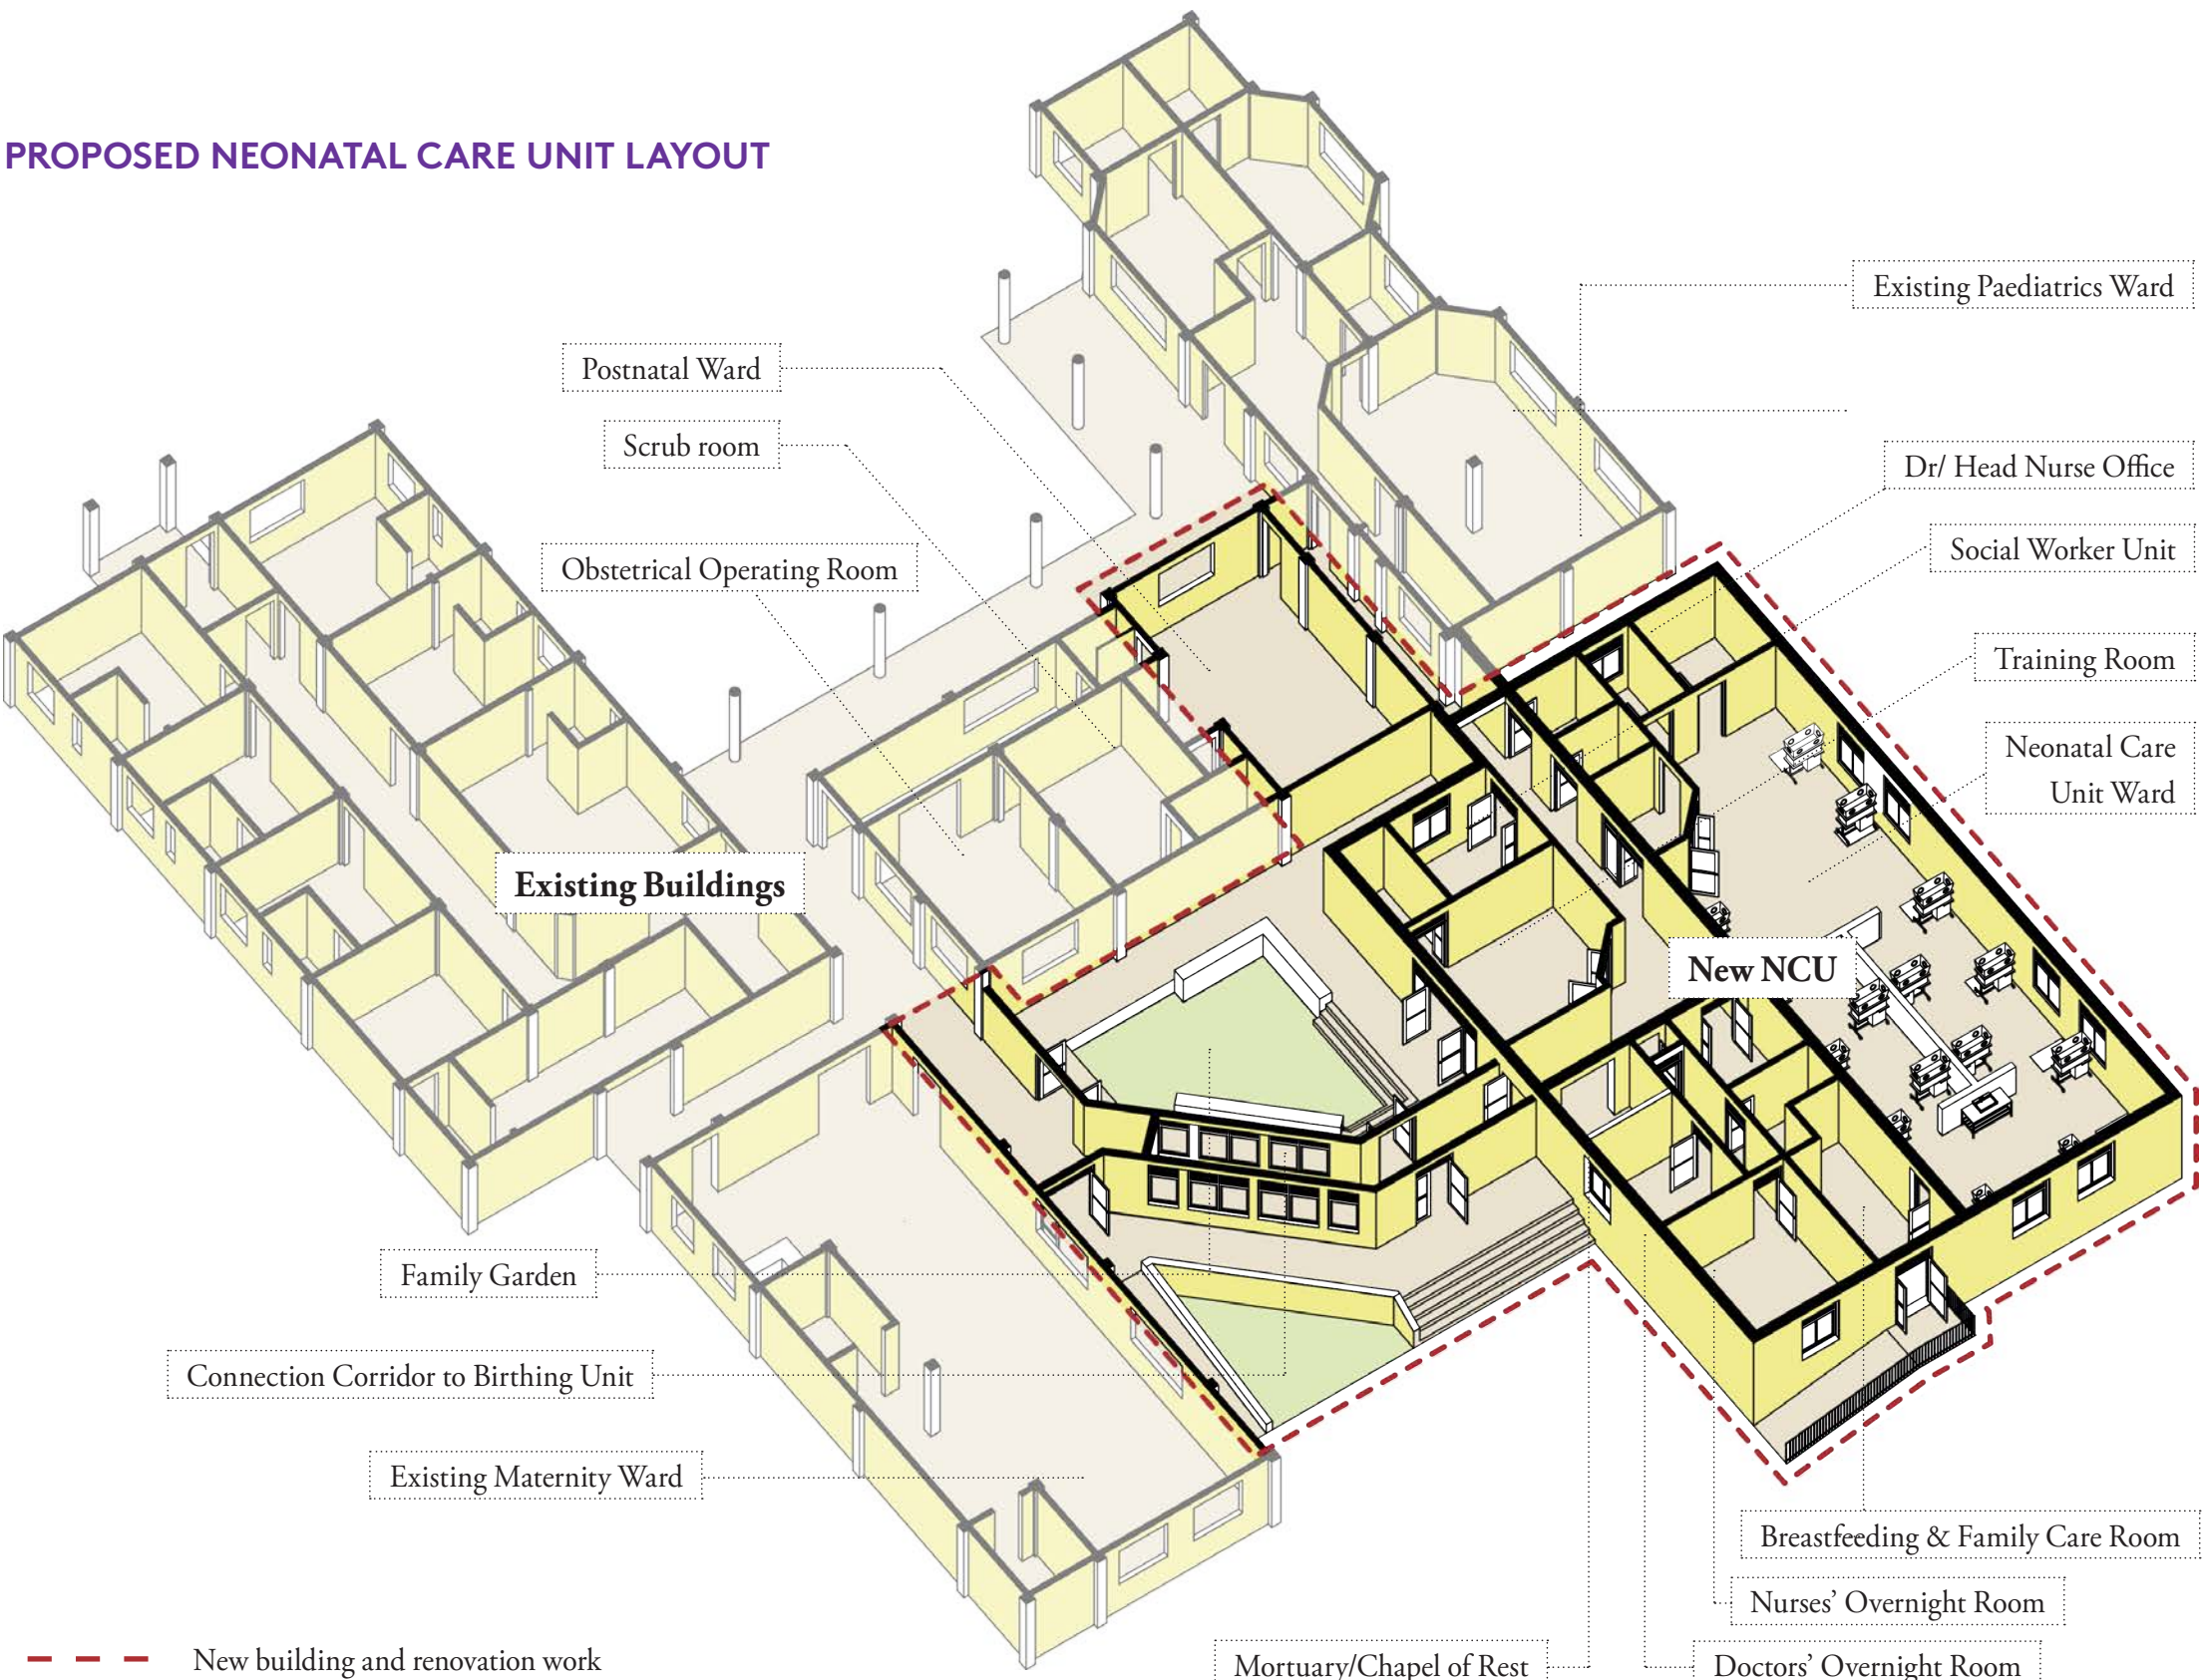 PROPOSED NEONATAL CARE UNIT LAYOUT
Existing Paediatrics Ward
Postnatal Ward
Scrub room
Dr/ Head Nurse Office
Social Worker Unit
Obstetrical Operating Room
Training Room
Neonatal Care
Unit Ward
Existing Buildings
New NCU
Family Garden
Connection Corridor to Birthing Unit
Existing Maternity Ward
Breastfeeding & Family Care Room
Nurses’ Overnight Room
Mortuary/Chapel of Rest
Doctors’ Overnight Room
New building and renovation work